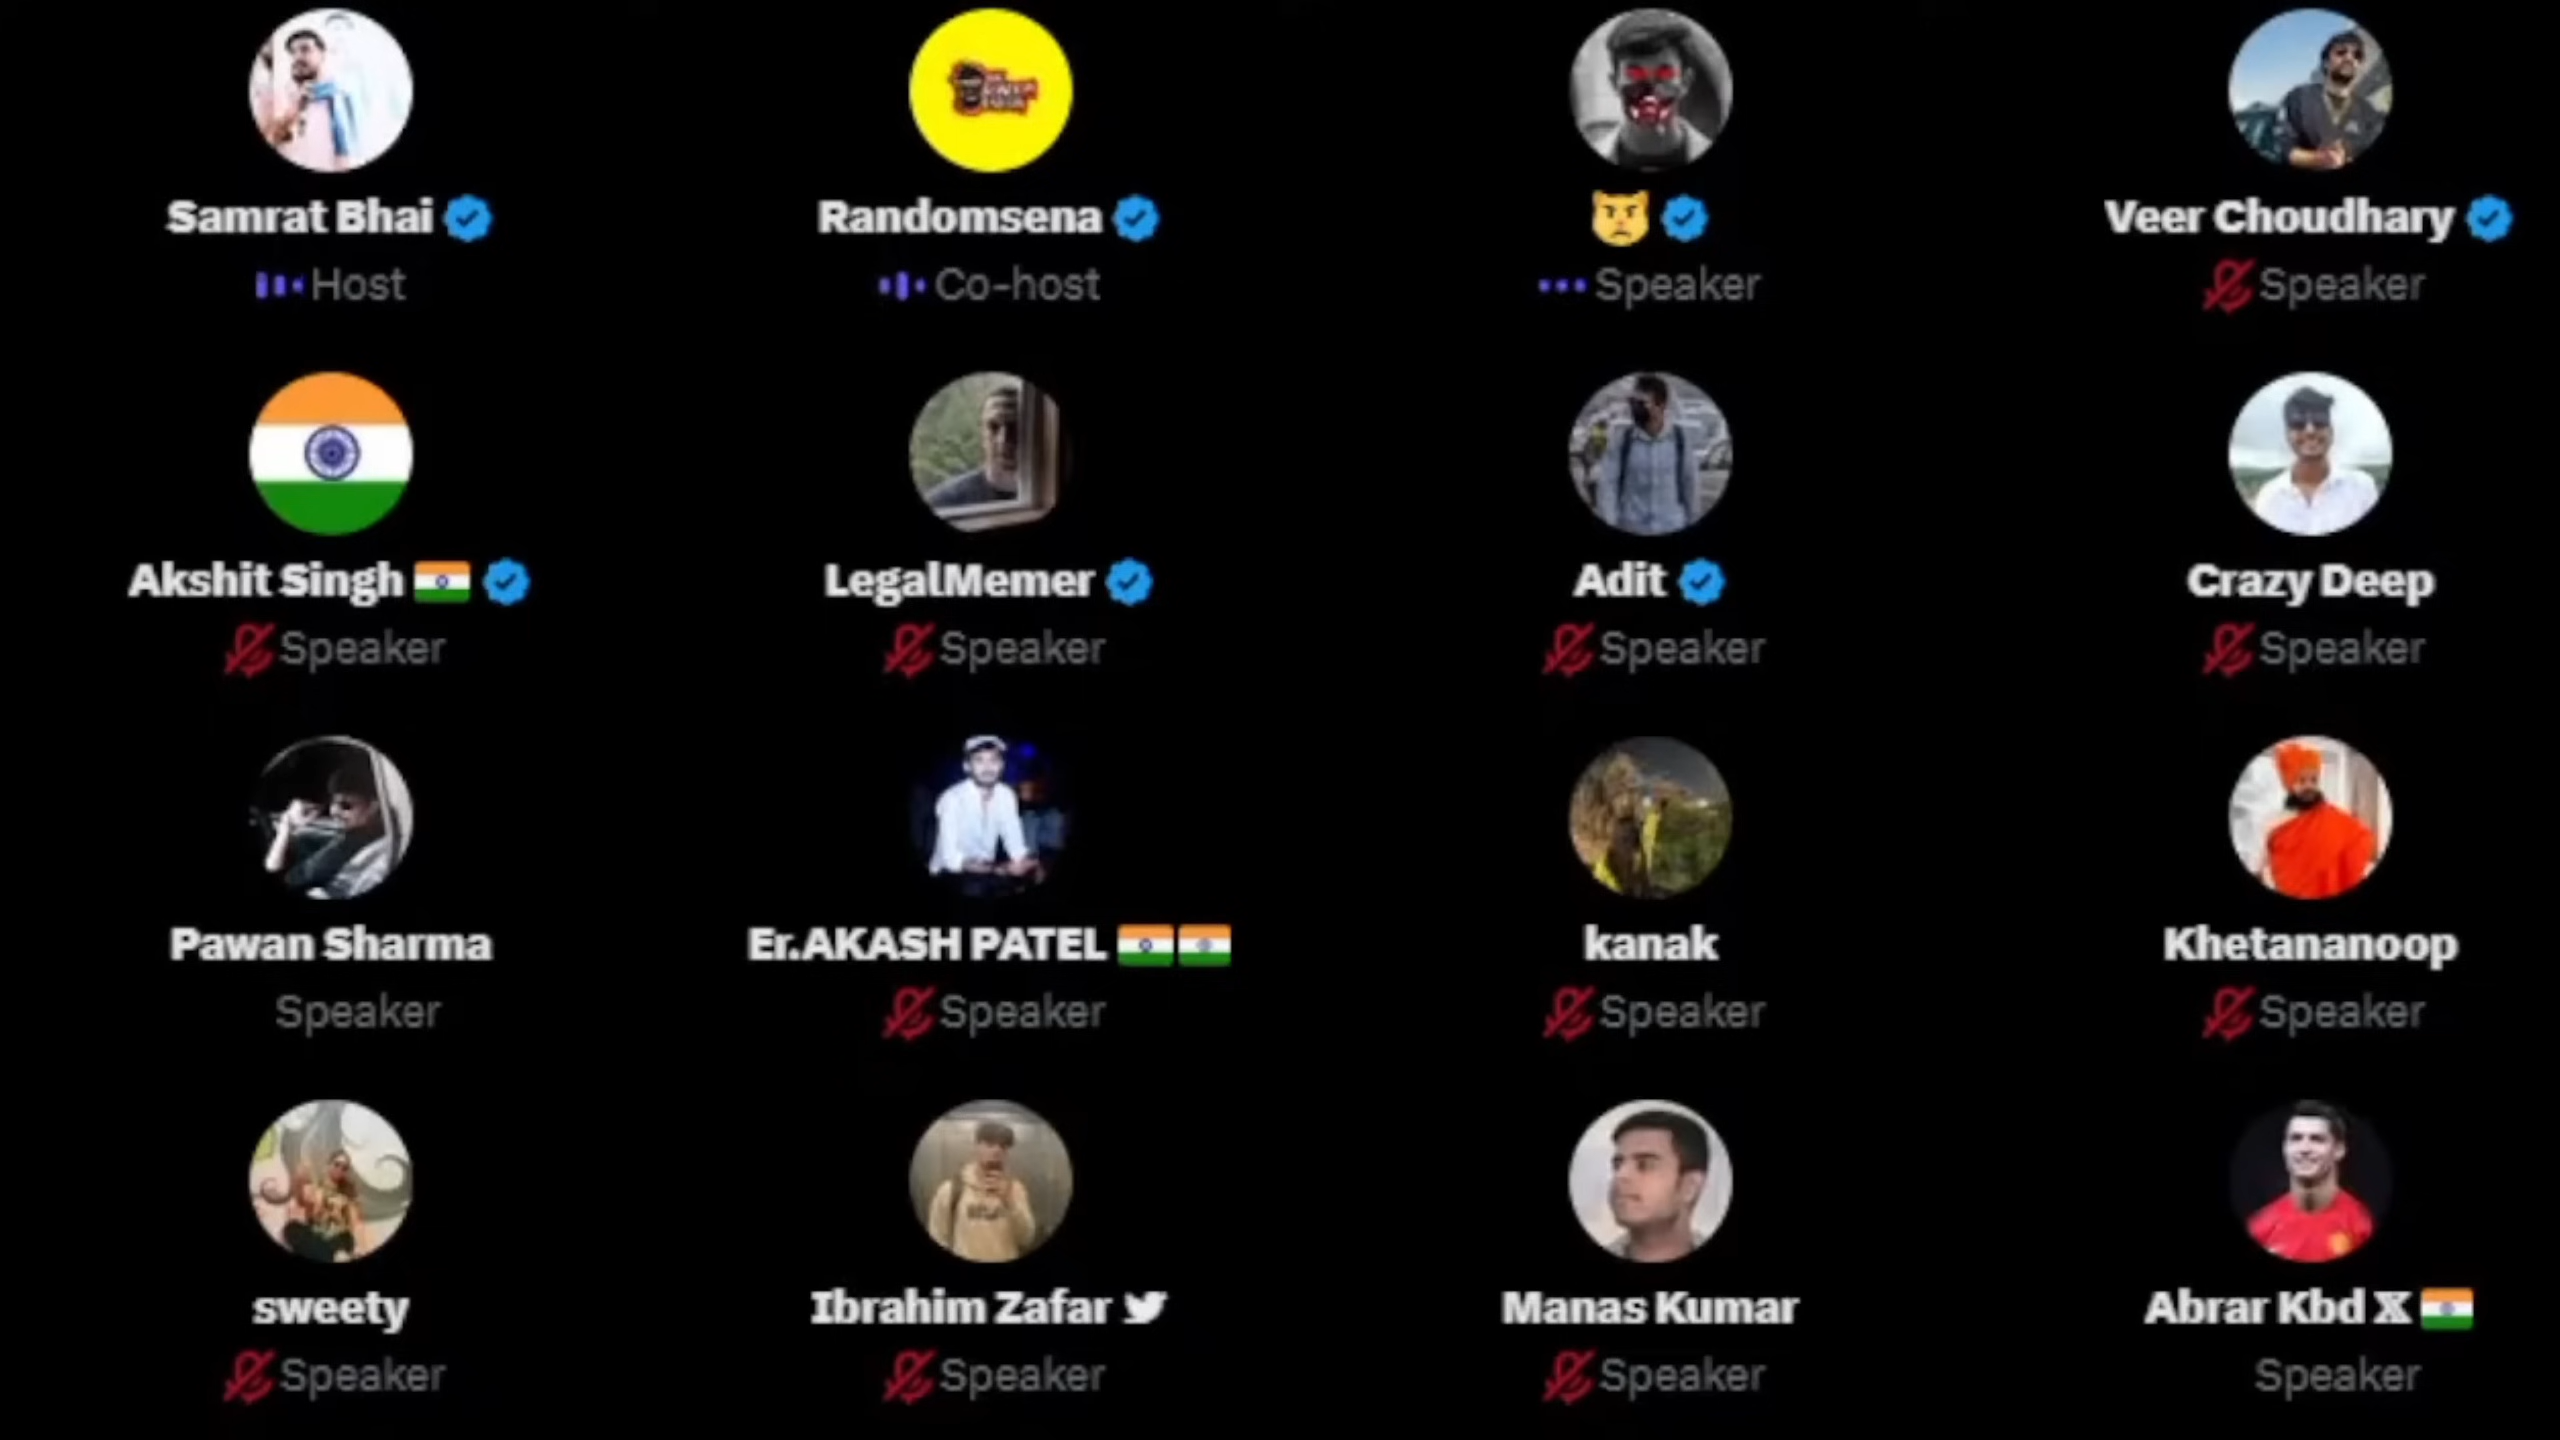 Samrat Bhai
Host
Randomsena
Co-host
😾
Speaker
Veer Choudhary
Speaker
Akshit Singh 🇮🇳
Speaker
LegalMemer
Speaker
Adit
Speaker
Crazy Deep
Speaker
Pawan Sharma
Speaker
Er.AKASH PATEL 🇮🇳🇮🇳
Speaker
kanak
Speaker
Khetananoop
Speaker
sweety
Speaker
Ibrahim Zafar
Speaker
Manas Kumar
Speaker
Abrar Kbd 𝕏 🇮🇳
Speaker